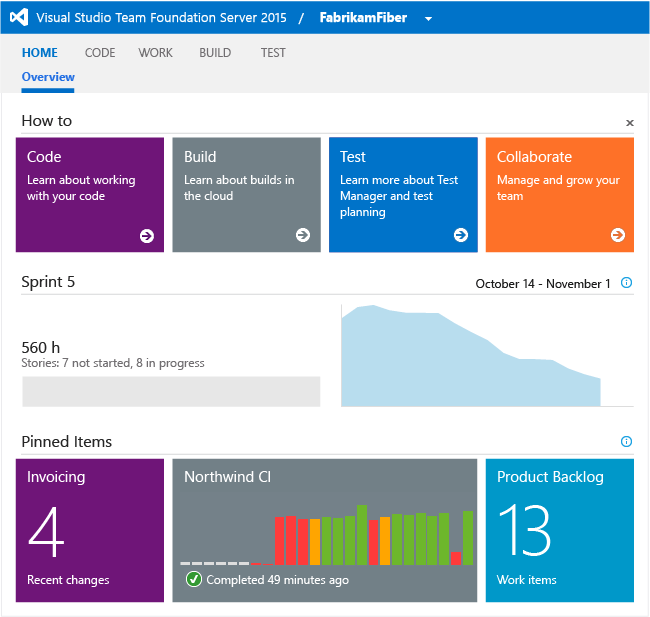 Visual Studio Team Foundation Server 2015 / FabrikamFiber
HOME CODE WORK BUILD TEST
Overview
How to
Code
Learn about working
with your code
Build
Learn about builds in
the cloud
Test
Learn more about Test
Manager and test
planning
Collaborate
Manage and grow your
team
Sprint 5
October 14 - November 1
560 h
Stories: 7 not started, 8 in progress
Pinned Items
Invoicing
4
Recent changes
Northwind CI
Completed 49 minutes ago
Product Backlog
13
Work items